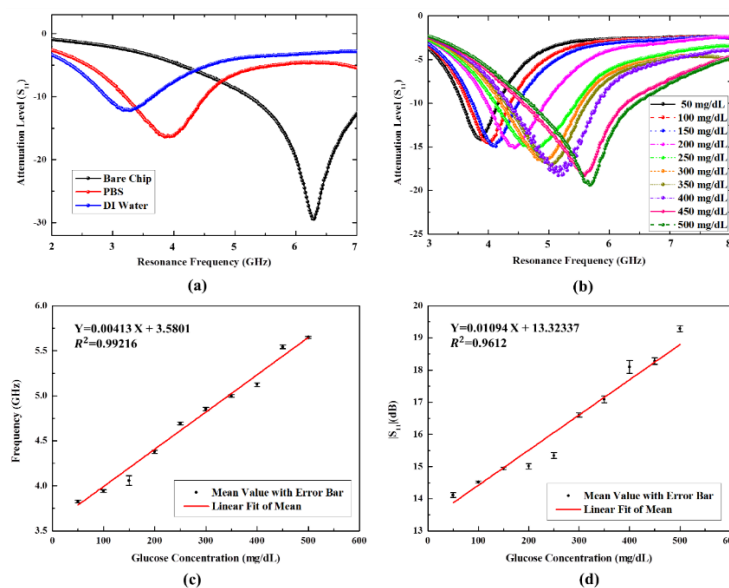 (a)
0
-10
-20
-30
Attenuation Level (S11)
Bare Chip
PBS
DI Water
2
3
4
5
6
7
Resonance Frequency (GHz)
(b)
0
-5
-10
-15
-20
-25
Attenuation Level (S11)
50 mg/dL
100 mg/dL
150 mg/dL
200 mg/dL
250 mg/dL
300 mg/dL
350 mg/dL
400 mg/dL
450 mg/dL
500 mg/dL
3
4
5
6
7
8
Resonance Frequency (GHz)
(a)
(b)
6.0
5.5
5.0
4.5
4.0
3.5
Frequency (GHz)
Y=0.00413 X + 3.5801
R²=0.99216
Mean Value with Error Bar
Linear Fit of Mean
0
100
200
300
400
500
600
Glucose Concentration (mg/dL)
(c)
20
19
18
17
16
15
14
13
|S11|(dB)
Y=0.01094 X + 13.32337
R²=0.9612
Mean Value with Error Bar
Linear Fit of Mean
0
100
200
300
400
500
600
Glucose Concentration (mg/dL)
(d)